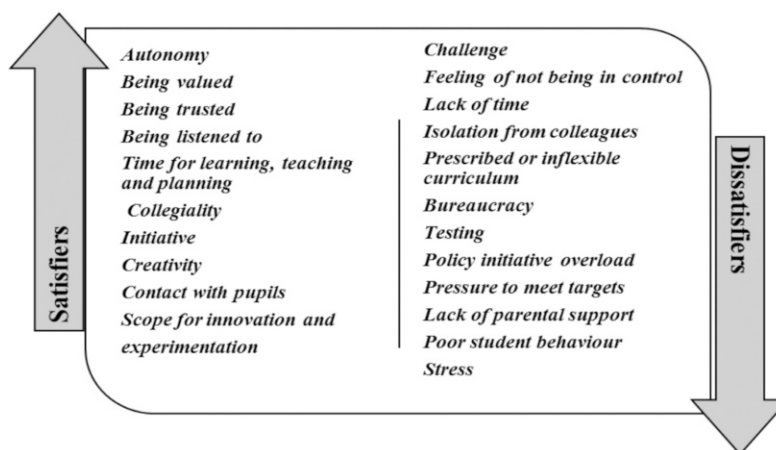 Satisfiers
Autonomy
Being valued
Being trusted
Being listened to
Time for learning, teaching
and planning
Collegiality
Initiative
Creativity
Contact with pupils
Scope for innovation and
experimentation
Challenge
Feeling of not being in control
Lack of time
Isolation from colleagues
Prescribed or inflexible
curriculum
Bureaucracy
Testing
Policy initiative overload
Pressure to meet targets
Lack of parental support
Poor student behaviour
Stress
Dissatisfiers